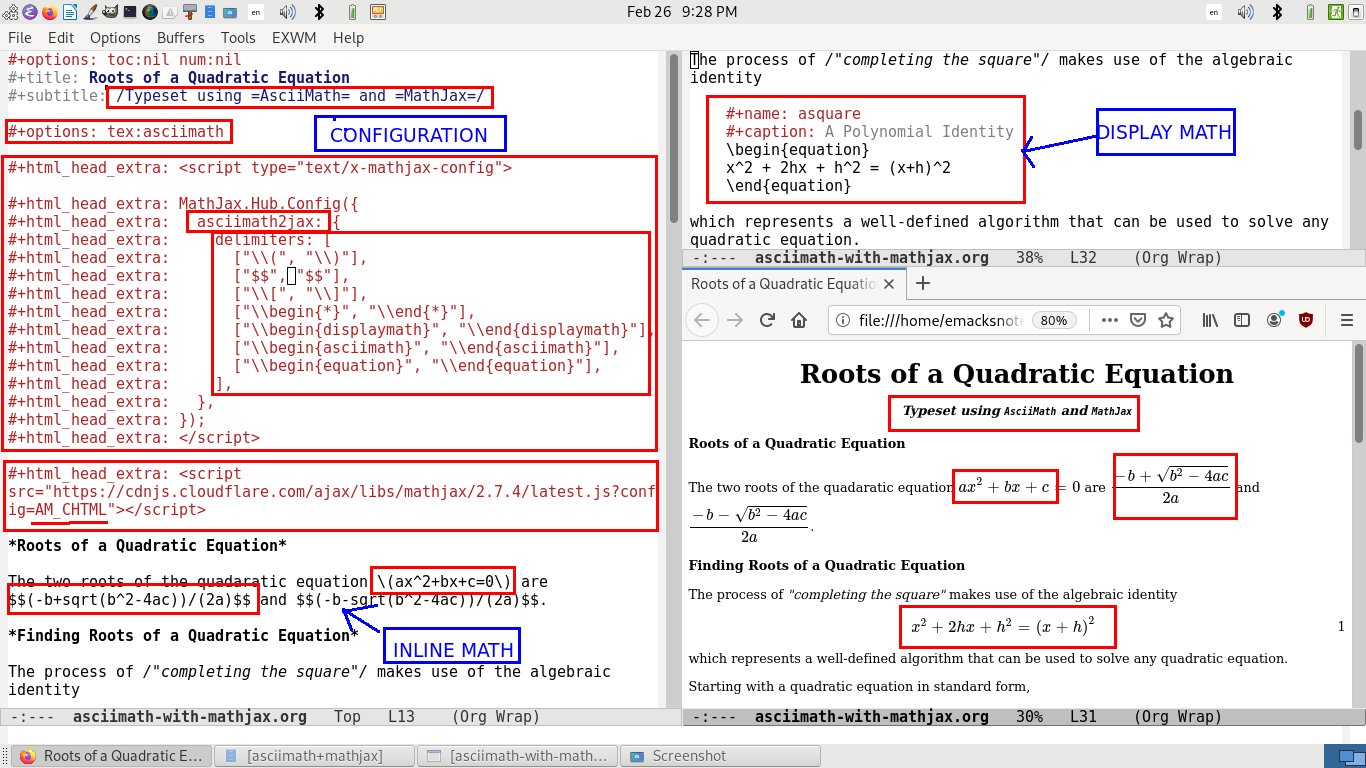 en
Feb 26 9:28 PM
en
File Edit Options Buffers Tools EXWM Help
#+options: toc:nil num:nil
#+title: Roots of a Quadratic Equation
#+subtitle: /Typeset using =AsciiMath= and =MathJax=/
#+options: tex:asciimath
CONFIGURATION
#+html_head_extra: <script type="text/x-mathjax-config">
#+html_head_extra: MathJax.Hub.Config({
#+html_head_extra:   asciimath2jax: {
#+html_head_extra:     delimiters: [
#+html_head_extra:       ["\\(", "\\)"],
#+html_head_extra:       ["$$", "$$"],
#+html_head_extra:       ["\\[", "\\]"],
#+html_head_extra:       ["\\begin{*}", "\\end{*}"],
#+html_head_extra:       ["\\begin{displaymath}", "\\end{displaymath}"],
#+html_head_extra:       ["\\begin{asciimath}", "\\end{asciimath}"],
#+html_head_extra:       ["\\begin{equation}", "\\end{equation}"],
#+html_head_extra:     ],
#+html_head_extra:   },
#+html_head_extra: });
#+html_head_extra: </script>
#+html_head_extra: <script
src="https://cdnjs.cloudflare.com/ajax/libs/mathjax/2.7.4/latest.js?conf
ig=AM_CHTML"></script>
*Roots of a Quadratic Equation*
The two roots of the quadaratic equation \(ax^2+bx+c=0\) are
$$(-b+sqrt(b^2-4ac))/(2a)$$ and $$(-b-sqrt(b^2-4ac))/(2a)$$.
*Finding Roots of a Quadratic Equation*
INLINE MATH
The process of /"completing the square"/ makes use of the algebraic
identity
-:---  asciimath-with-mathjax.org   Top   L13    (Org Wrap)
The process of /"completing the square"/ makes use of the algebraic
identity
#+name: asquare
#+caption: A Polynomial Identity
\begin{equation}
x^2 + 2hx + h^2 = (x+h)^2
\end{equation}
DISPLAY MATH
which represents a well-defined algorithm that can be used to solve any
quadratic equation.
-:---  asciimath-with-mathjax.org   38%   L32    (Org Wrap)
Roots of a Quadratic Equatio
file:///home/emacksnote 80%
Roots of a Quadratic Equation
Typeset using AsciiMath and MathJax
Roots of a Quadratic Equation
The two roots of the quadaratic equation ax² + bx + c = 0 are (−b + √(b² − 4ac))/(2a) and
(−b − √(b² − 4ac))/(2a).
Finding Roots of a Quadratic Equation
The process of "completing the square" makes use of the algebraic identity
x² + 2hx + h² = (x + h)² 1
which represents a well-defined algorithm that can be used to solve any quadratic equation.
Starting with a quadratic equation in standard form,
-:---  asciimath-with-mathjax.org   30%   L31    (Org Wrap)
Roots of a Quadratic E…
[asciimath+mathjax]
[asciimath-with-math…
Screenshot